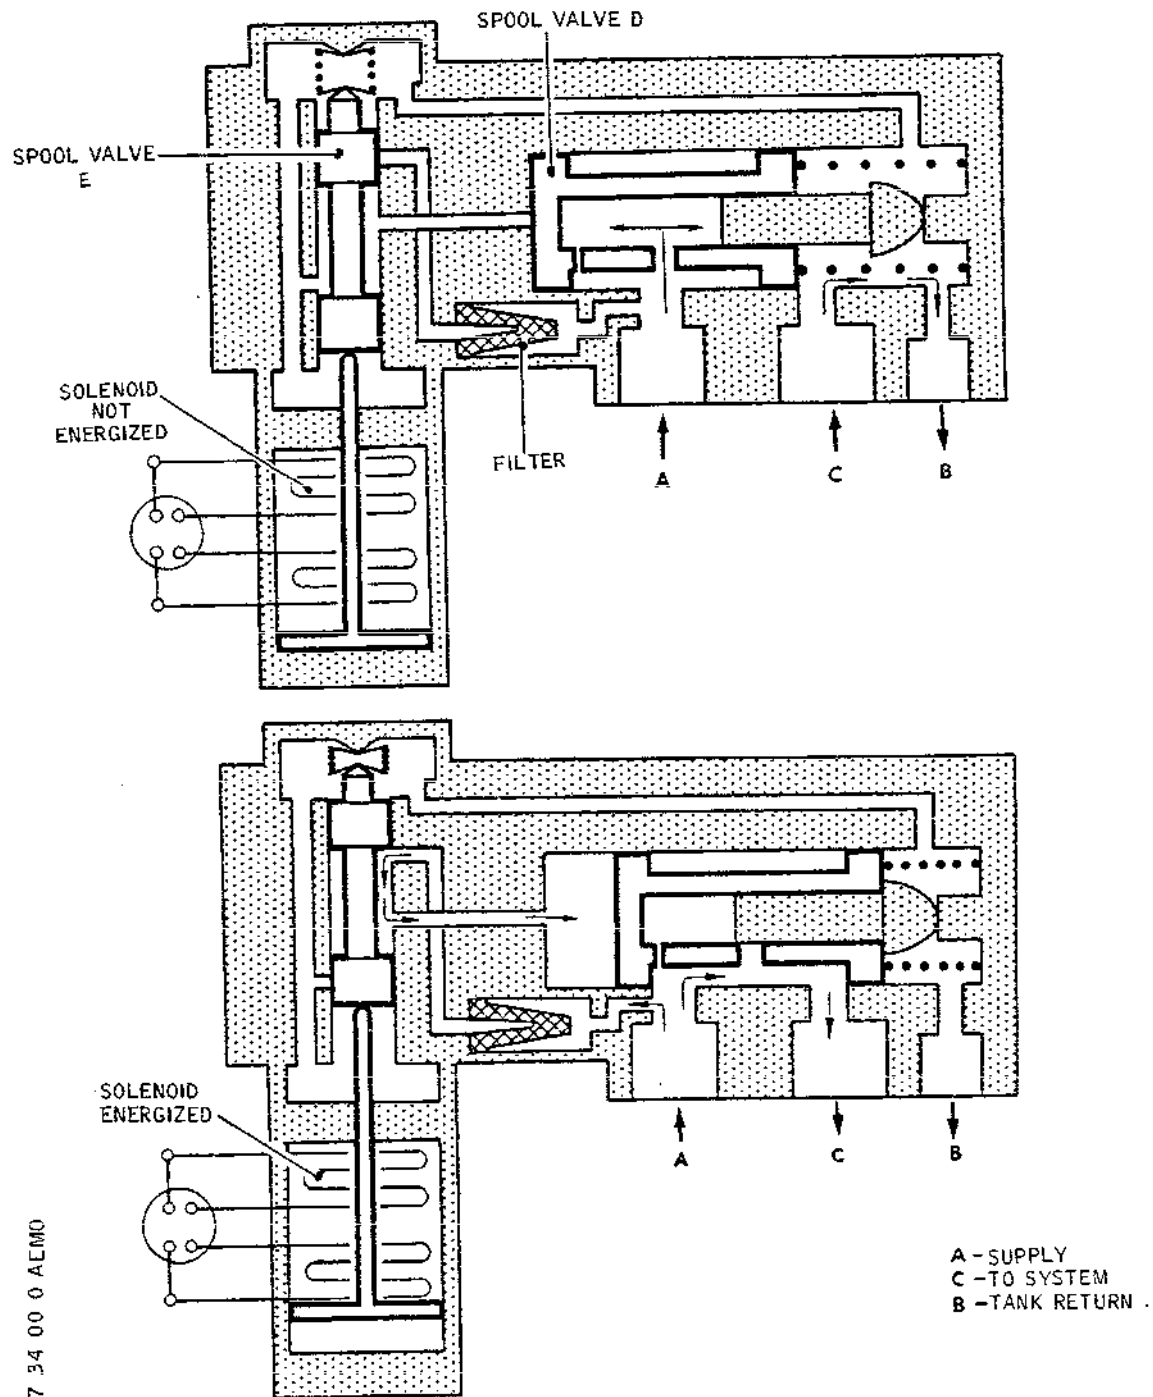 SPOOL VALVE D
SPOOL VALVE
E
SOLENOID
NOT
ENERGIZED
FILTER
A
C
B
SOLENOID
ENERGIZED
A
C
B
A - SUPPLY
C - TO SYSTEM
B - TANK RETURN
7 34 00 0 AEM0